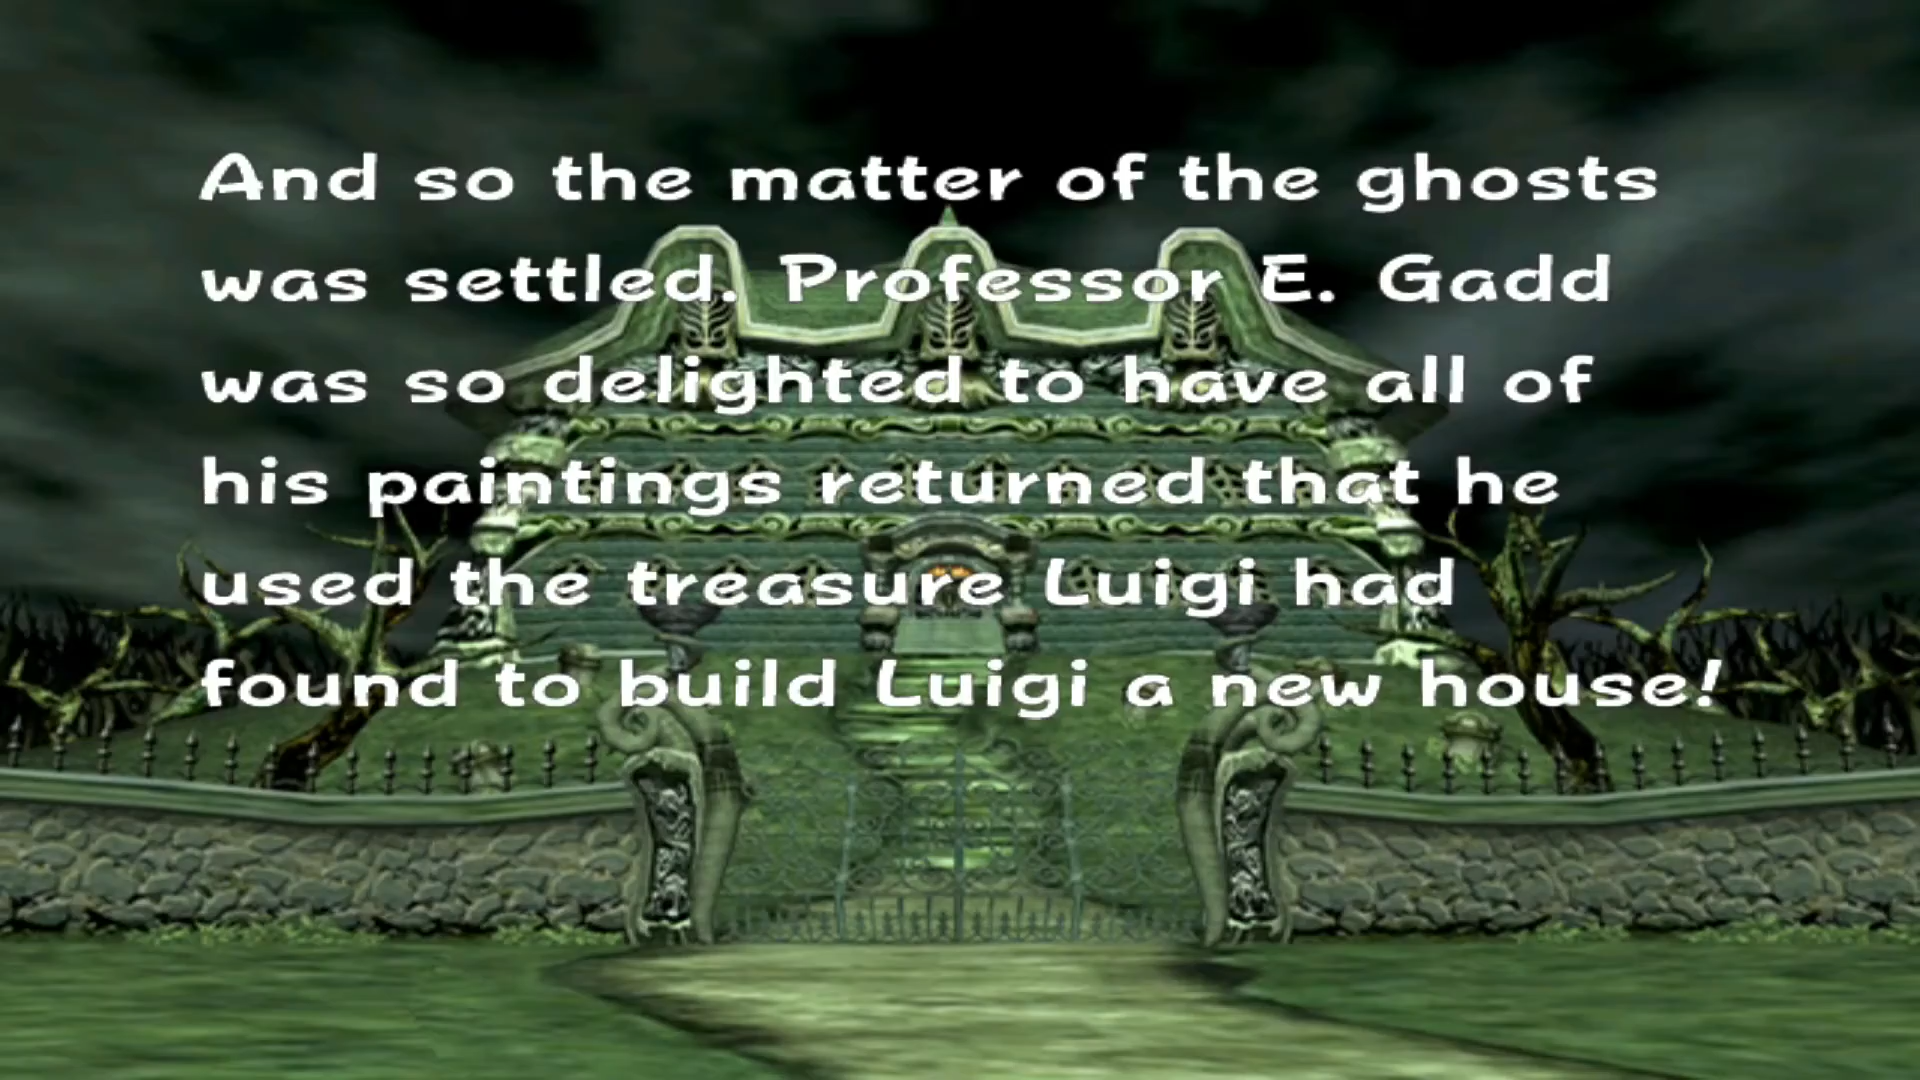 And so the matter of the ghosts
was settled. Professor E. Gadd
was so delighted to have all of
his paintings returned that he
used the treasure Luigi had
found to build Luigi a new house!